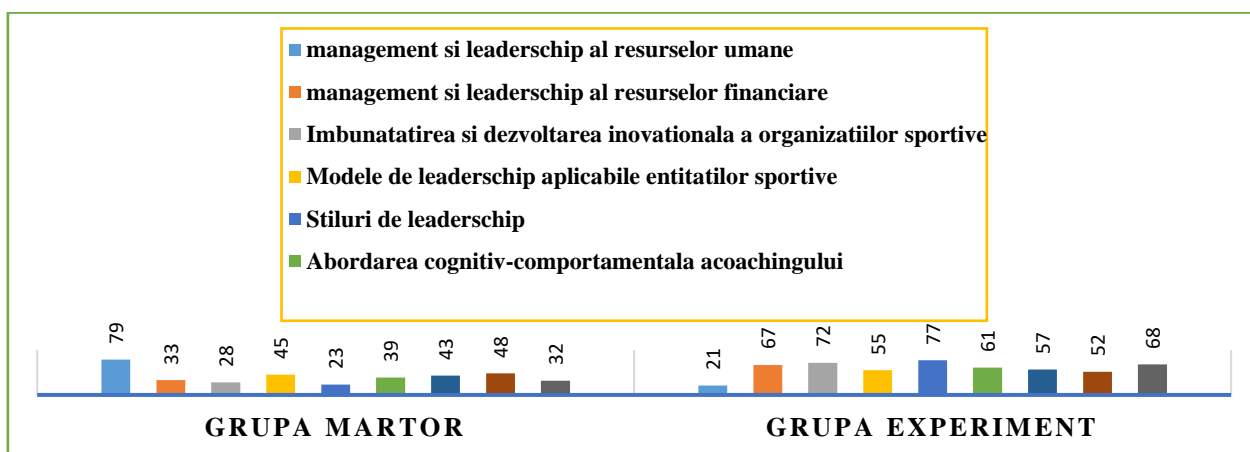 management si leaderschip al resurselor umane
management si leaderschip al resurselor financiare
Imbunatatirea si dezvoltarea inovationala a organizatiilor sportive
Modele de leaderschip aplicabile entitatilor sportive
Stiluri de leaderschip
Abordarea cognitiv-comportamentala acoachingului
79 33 28 45 23 39 43 48 32 21 67 72 55 77 61 57 52 68
GRUPA MARTOR GRUPA EXPERIMENT